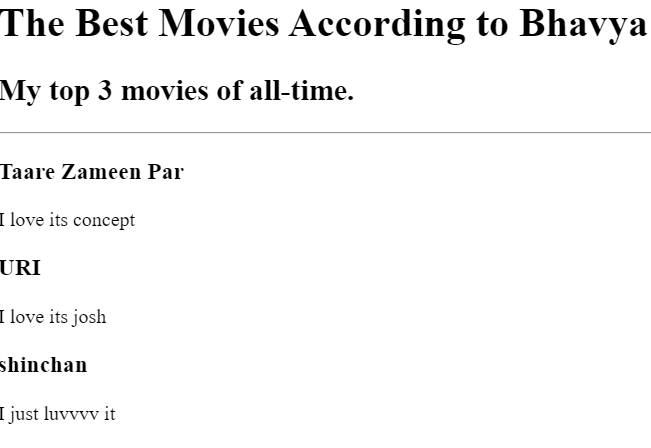 The Best Movies According to Bhavya
My top 3 movies of all-time.
Taare Zameen Par
I love its concept
URI
I love its josh
shinchan
I just luvvvv it